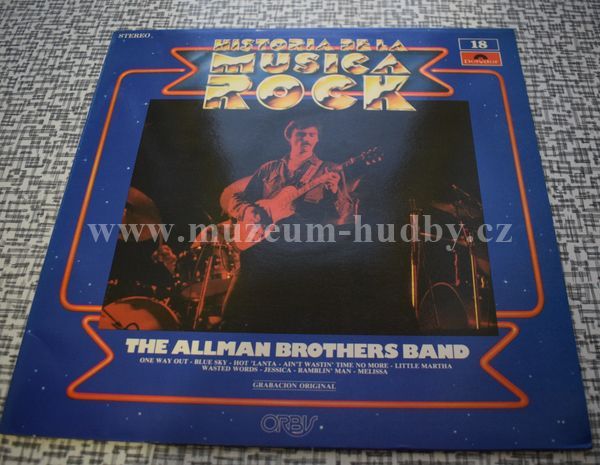 STEREO
HISTORIA DE LA
MUSICA
ROCK
18
Polydor
www.muzeum-hudby.cz
THE ALLMAN BROTHERS BAND
ONE WAY OUT - BLUE SKY - HOT 'LANTA - AIN'T WASTIN' TIME NO MORE - LITTLE MARTHA
WASTED WORDS - JESSICA - RAMBLIN' MAN - MELISSA
GRABACION ORIGINAL
ORBIS